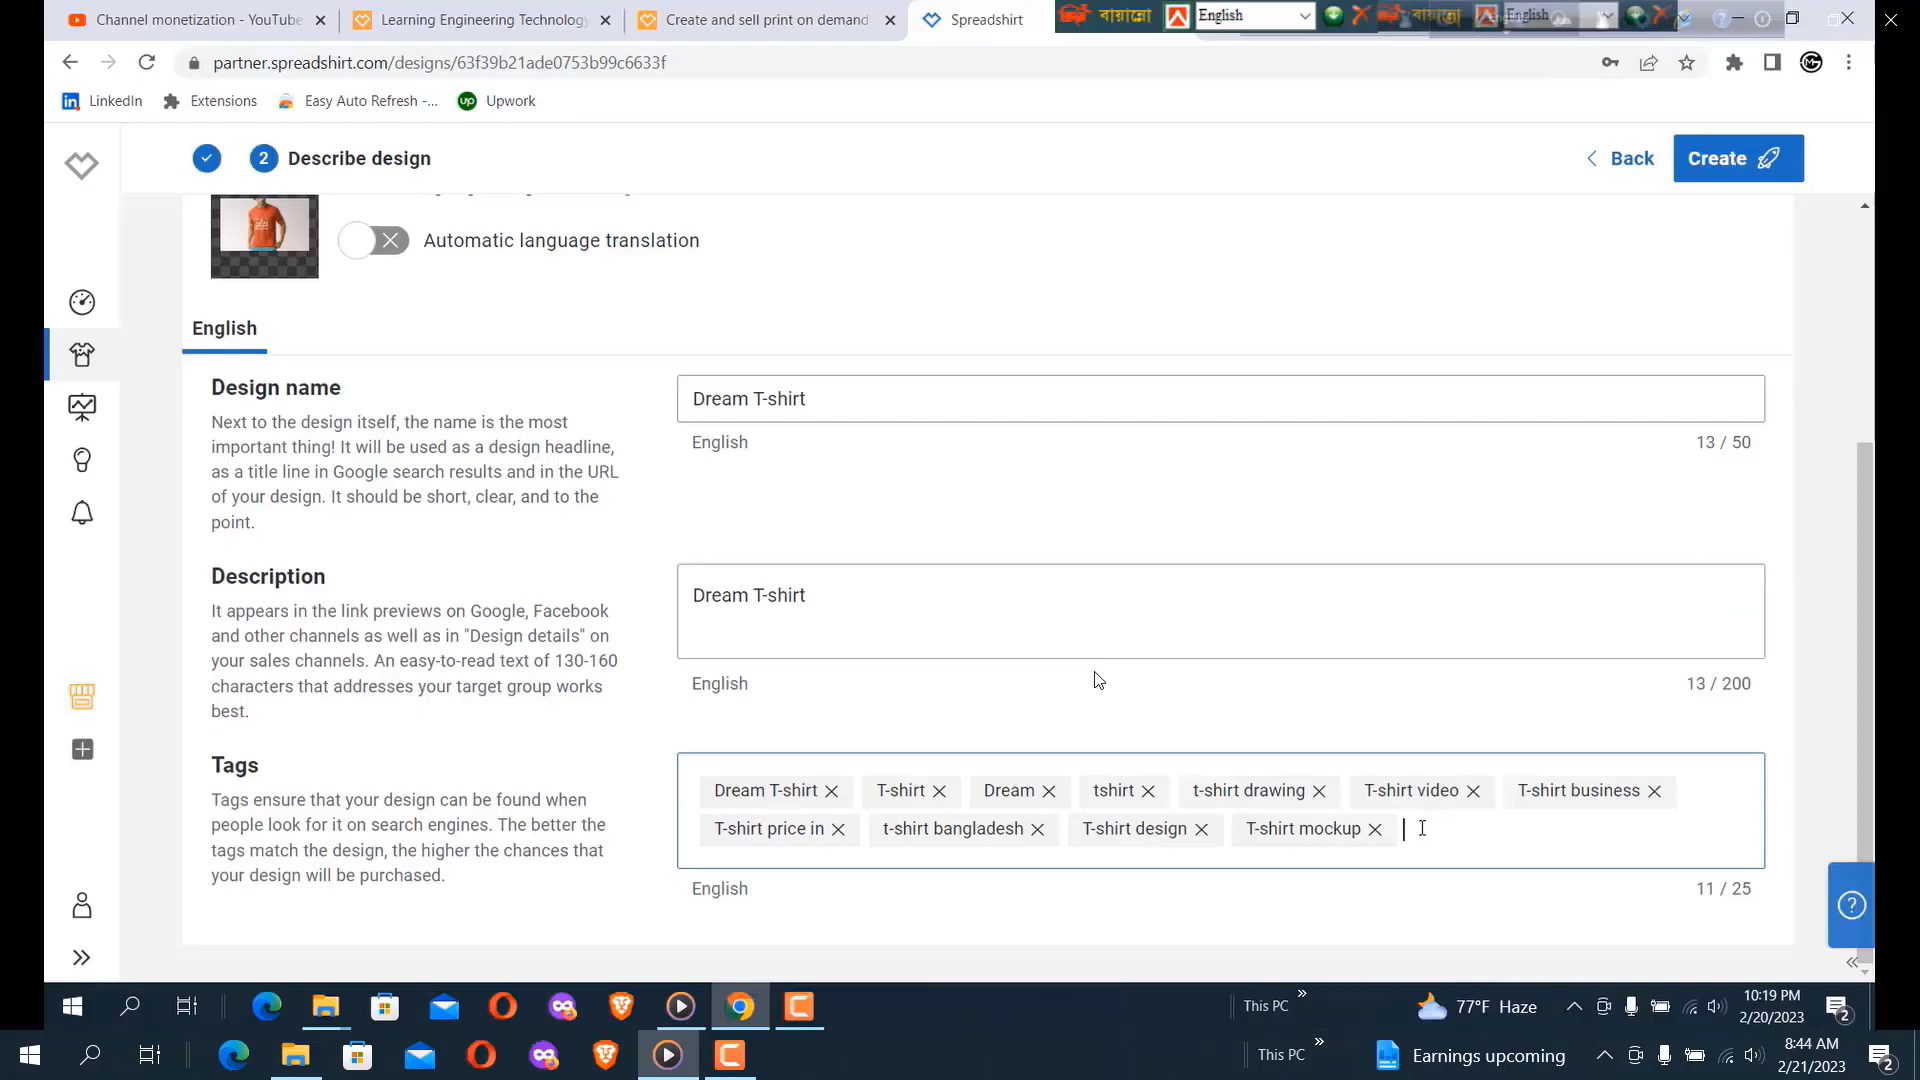 Channel monetization - YouTube
Learning Engineering Technology
Create and sell print on demand
Spreadshirt
বায়ান্নো
English
English
partner.spreadshirt.com/designs/63f39b21ade0753b99c6633f
LinkedIn
Extensions
Easy Auto Refresh -...
up
Upwork
2
Describe design
Back
Create
Automatic language translation
English
Design name
Next to the design itself, the name is the most
important thing! It will be used as a design headline,
as a title line in Google search results and in the URL
of your design. It should be short, clear, and to the
point.
Dream T-shirt
English
13 / 50
Description
It appears in the link previews on Google, Facebook
and other channels as well as in "Design details" on
your sales channels. An easy-to-read text of 130-160
characters that addresses your target group works
best.
Dream T-shirt
English
13 / 200
Tags
Tags ensure that your design can be found when
people look for it on search engines. The better the
tags match the design, the higher the chances that
your design will be purchased.
Dream T-shirt T-shirt Dream tshirt t-shirt drawing T-shirt video T-shirt business
T-shirt price in t-shirt bangladesh T-shirt design T-shirt mockup
English
11 / 25
This PC
77°F Haze
10:19 PM
2/20/2023
2
This PC
Earnings upcoming
8:44 AM
2/21/2023
2